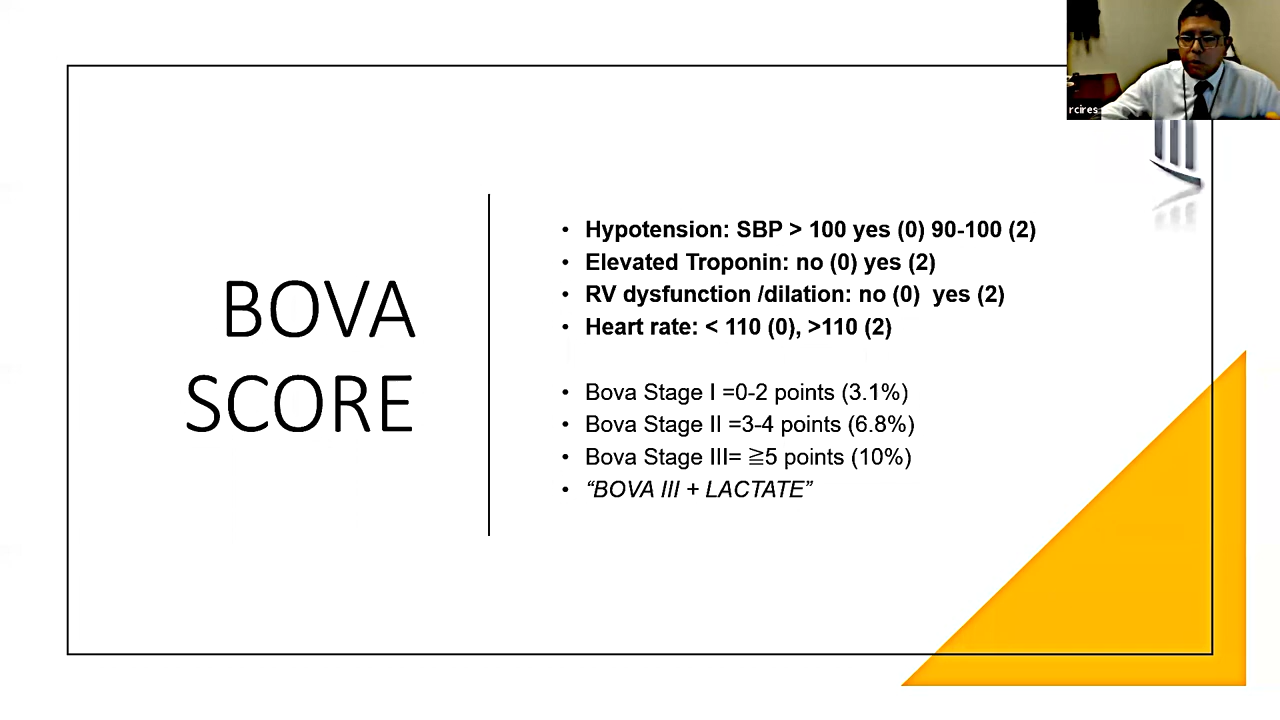 rcires
BOVA
SCORE
• Hypotension: SBP > 100 yes (0) 90-100 (2)
• Elevated Troponin: no (0) yes (2)
• RV dysfunction /dilation: no (0)  yes (2)
• Heart rate: < 110 (0), >110 (2)
• Bova Stage I =0-2 points (3.1%)
• Bova Stage II =3-4 points (6.8%)
• Bova Stage III= ≧5 points (10%)
• “BOVA III + LACTATE”